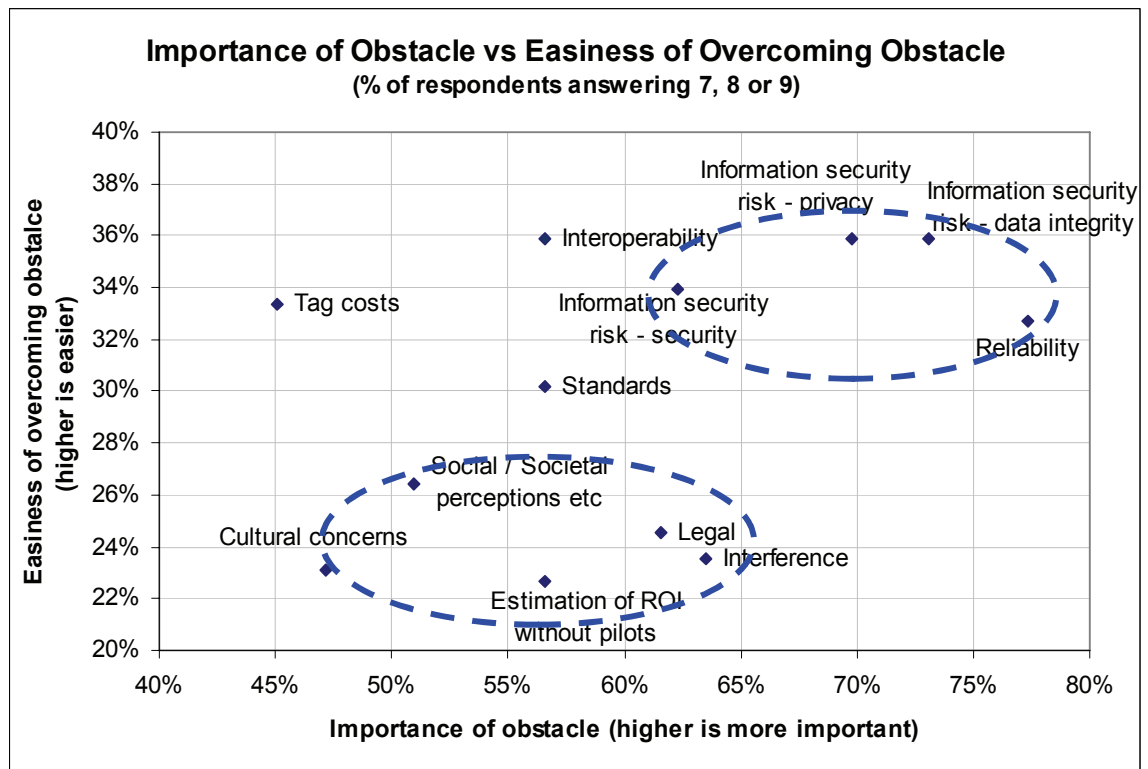 Importance of Obstacle vs Easiness of Overcoming Obstacle
(% of respondents answering 7, 8 or 9)
Easiness of overcoming obstalce
(higher is easier)
40%
38%
36%
34%
32%
30%
28%
26%
24%
22%
20%
Information security
risk - privacy
Information security
risk - data integrity
Interoperability
Tag costs
Information security
risk - security
Reliability
Standards
Social / Societal
perceptions etc
Cultural concerns
Legal
Interference
Estimation of ROI
without pilots
40%
45%
50%
55%
60%
65%
70%
75%
80%
Importance of obstacle (higher is more important)